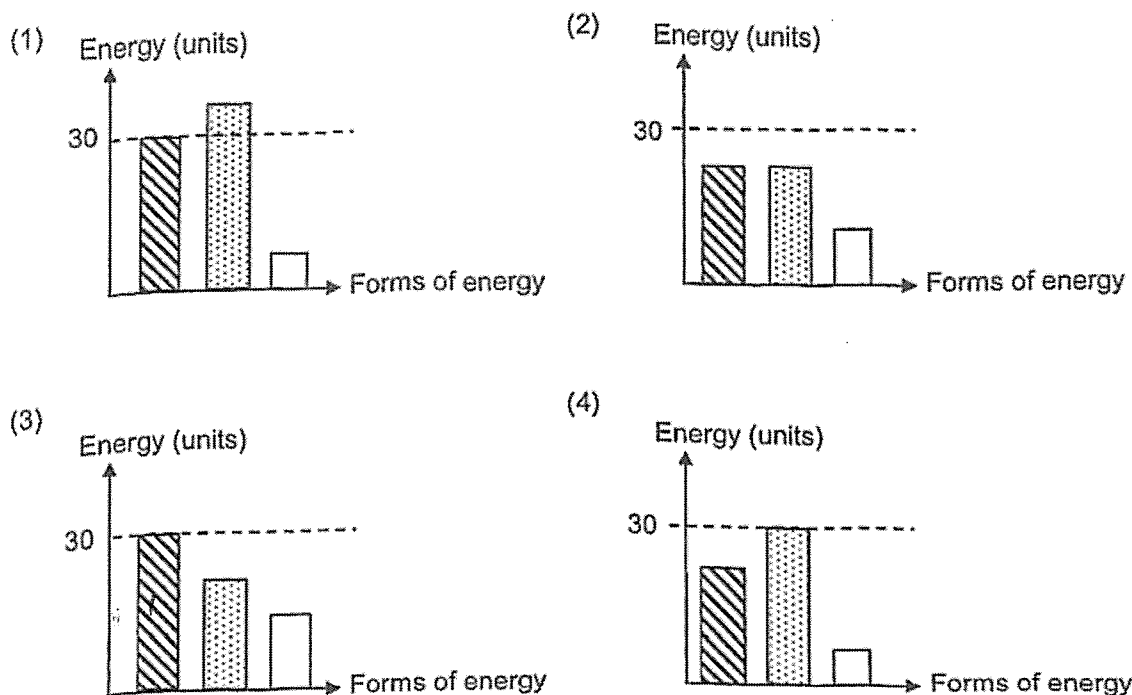 (1)
Energy (units)
30
Forms of energy
(2)
Energy (units)
30
Forms of energy
(3)
Energy (units)
30
Forms of energy
(4)
Energy (units)
30
Forms of energy